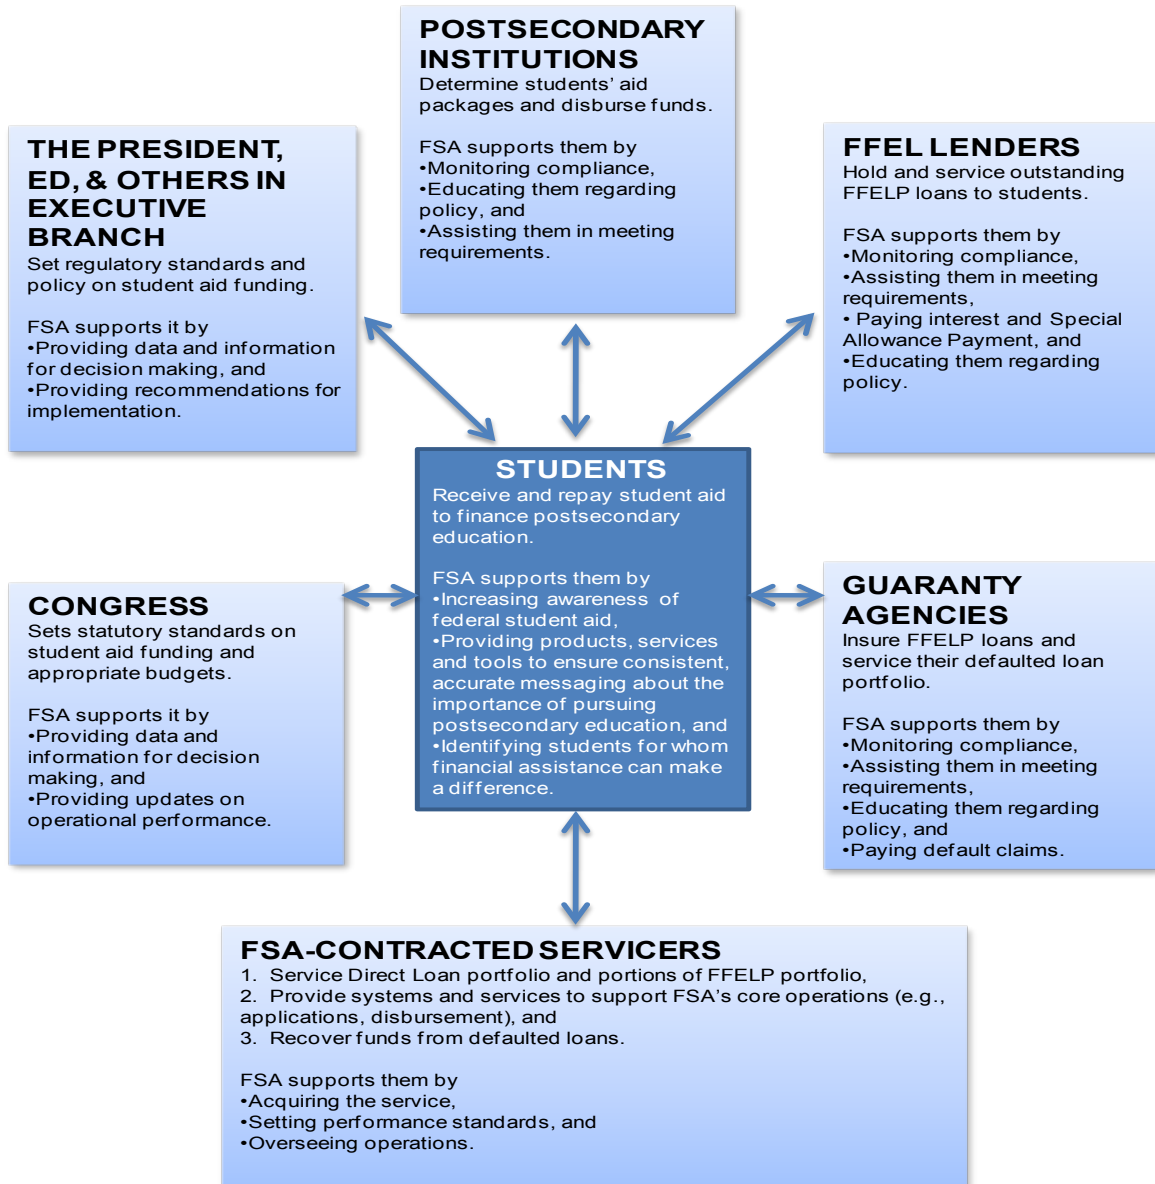 POSTSECONDARY
INSTITUTIONS
Determine students' aid
packages and disburse funds.
FSA supports them by
•Monitoring compliance,
•Educating them regarding
policy, and
•Assisting them in meeting
requirements.
THE PRESIDENT,
ED, & OTHERS IN
EXECUTIVE
BRANCH
Set regulatory standards and
policy on student aid funding.
FSA supports it by
•Providing data and information
for decision making, and
•Providing recommendations for
implementation.
FFEL LENDERS
Hold and service outstanding
FFELP loans to students.
FSA supports them by
•Monitoring compliance,
•Assisting them in meeting
requirements,
• Paying interest and Special
Allowance Payment, and
•Educating them regarding
policy.
STUDENTS
Receive and repay student aid
to finance postsecondary
education.
FSA supports them by
•Increasing awareness of
federal student aid,
•Providing products, services
and tools to ensure consistent,
accurate messaging about the
importance of pursuing
postsecondary education, and
•Identifying students for whom
financial assistance can make
a difference.
CONGRESS
Sets statutory standards on
student aid funding and
appropriate budgets.
FSA supports it by
•Providing data and
information for decision
making, and
•Providing updates on
operational performance.
GUARANTY
AGENCIES
Insure FFELP loans and
service their defaulted loan
portfolio.
FSA supports them by
•Monitoring compliance,
•Assisting them in meeting
requirements,
•Educating them regarding
policy, and
•Paying default claims.
FSA-CONTRACTED SERVICERS
1. Service Direct Loan portfolio and portions of FFELP portfolio,
2. Provide systems and services to support FSA's core operations (e.g.,
applications, disbursement), and
3. Recover funds from defaulted loans.
FSA supports them by
•Acquiring the service,
•Setting performance standards, and
•Overseeing operations.